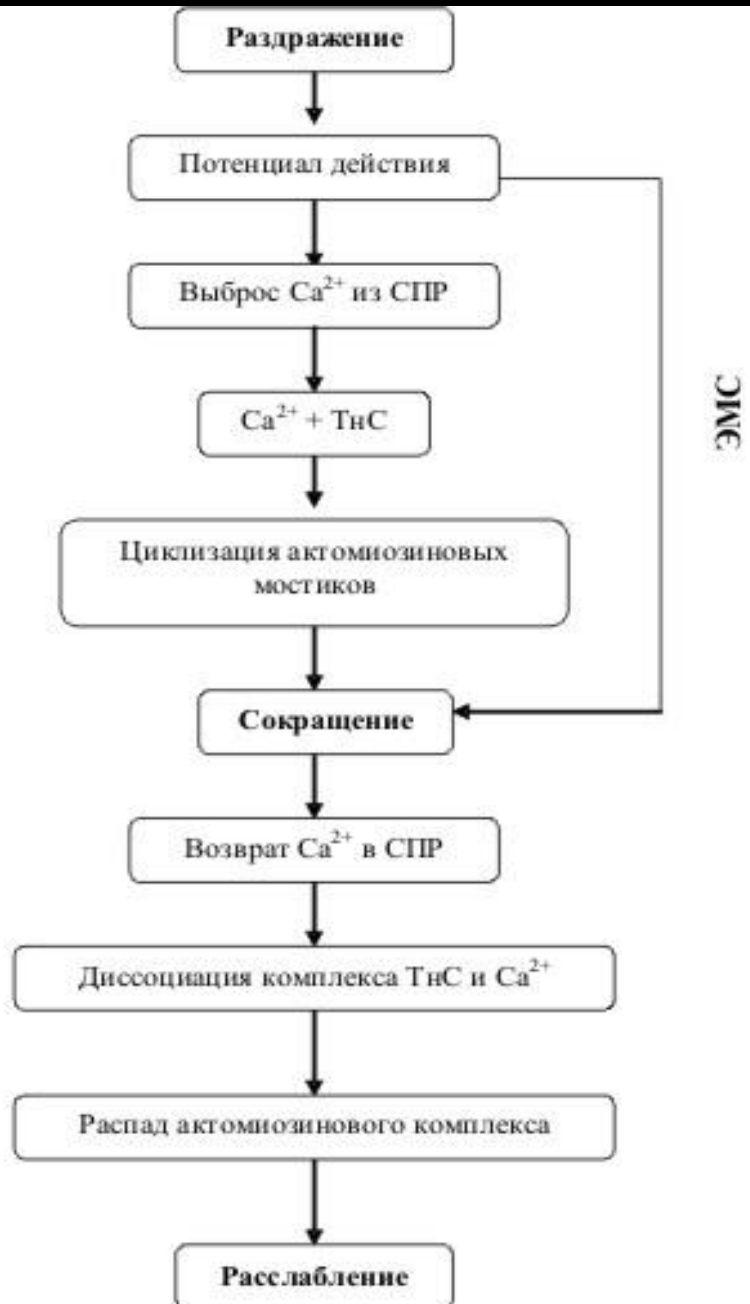 Раздражение
Потенциал действия
Выброс Ca²⁺ из СПР
Ca²⁺ + ТнС
Циклизация актомиозиновых
мостиков
Сокращение
Возврат Ca²⁺ в СПР
Диссоциация комплекса ТнС и Ca²⁺
Распад актомиозинового комплекса
Расслабление
ЭМС